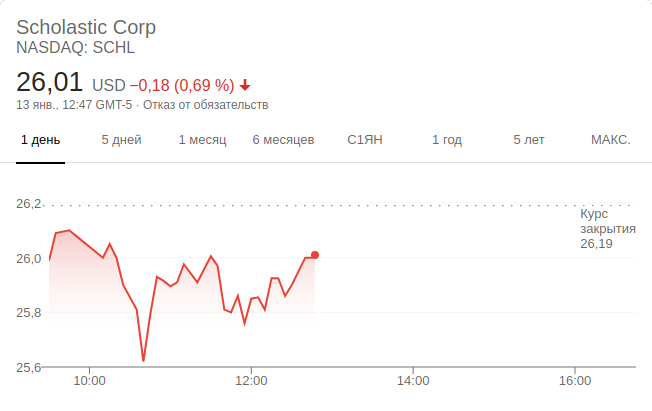 Scholastic Corp
NASDAQ: SCHL
26,01 USD −0,18 (0,69 %)
13 янв., 12:47 GMT-5 · Отказ от обязательств
1 день 5 дней 1 месяц 6 месяцев С1ЯН 1 год 5 лет МАКС.
26,2
Курс
закрытия
26,19
26,0
25,8
25,6
10:00 12:00 14:00 16:00